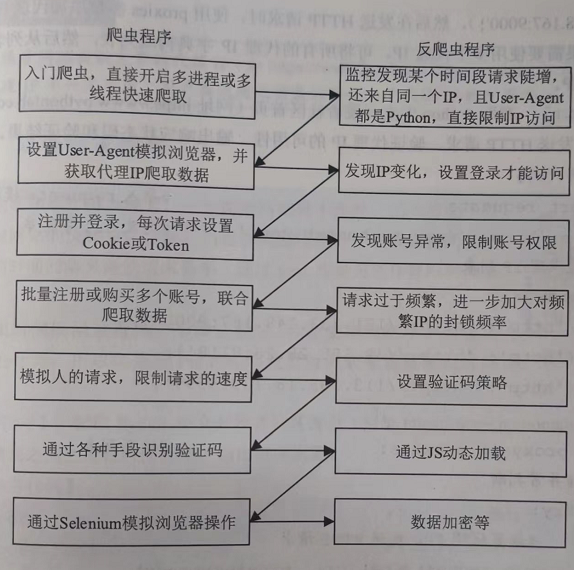 8.167:9000}
HTTP 请求时，使用 proxies
爬虫程序
反爬虫程序
入门爬虫，直接开启多进程或多
线程快速爬取
监控发现某个时间段请求陡增，
还来自同一个IP，且User-Agent
都是Python，直接限制IP访问
设置User-Agent模拟浏览器，并
获取代理IP爬取数据
发现IP变化，设置登录才能访问
注册并登录，每次请求设置
Cookie或Token
发现账号异常，限制账号权限
批量注册或购买多个账号，联合
爬取数据
请求过于频繁，进一步加大对频
繁IP的封锁频率
模拟人的请求，限制请求的速度
设置验证码策略
通过各种手段识别验证码
通过JS动态加载
通过Selenium模拟浏览器操作
数据加密等